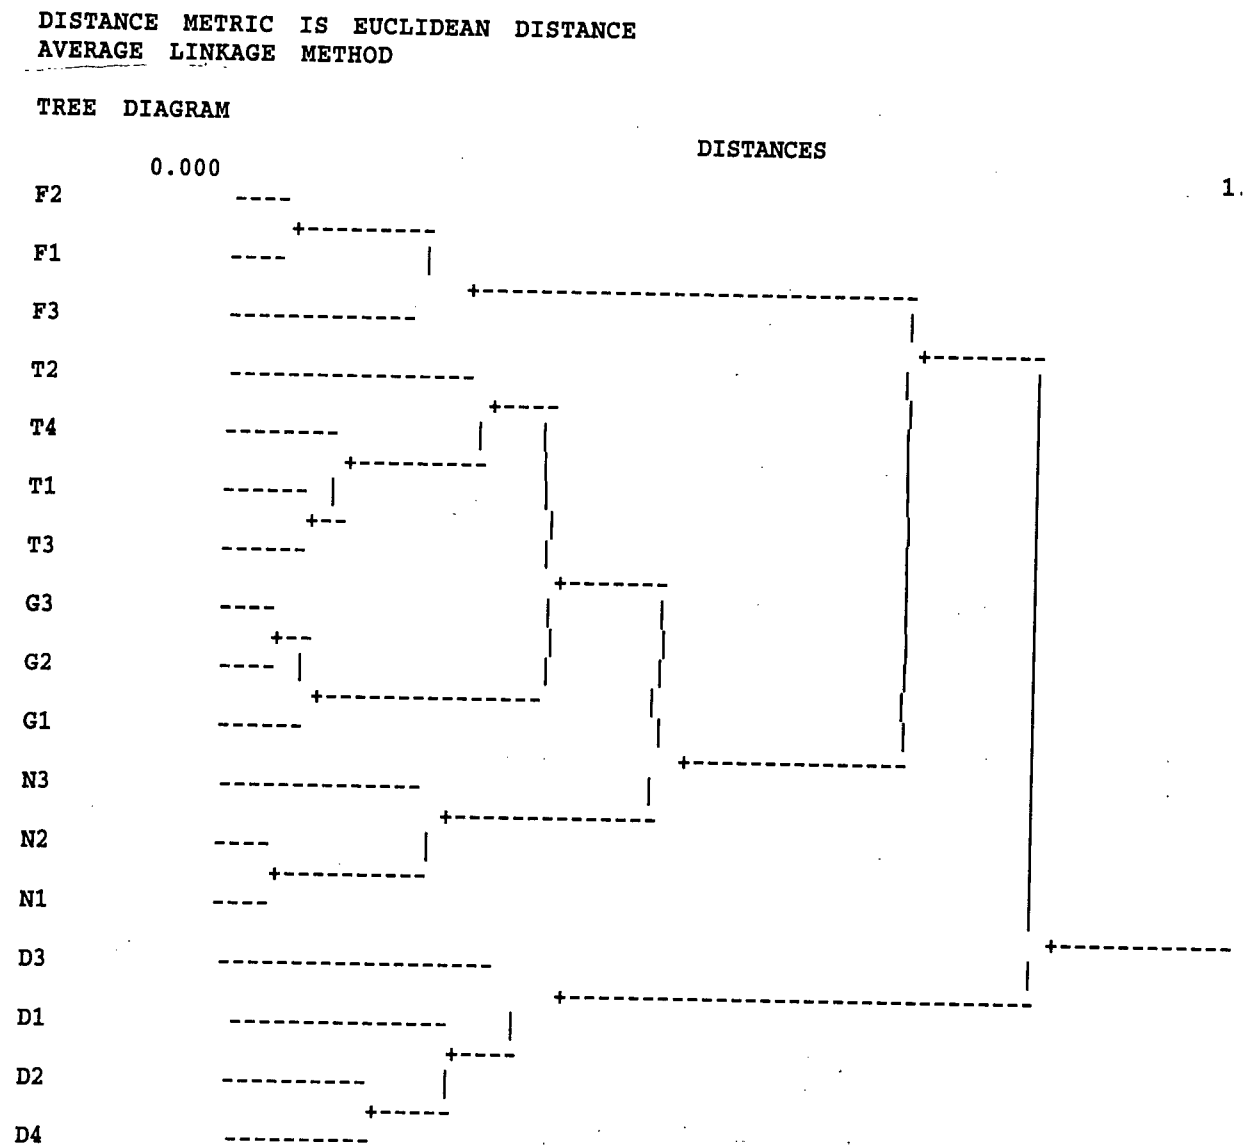 DISTANCE METRIC IS EUCLIDEAN DISTANCE
AVERAGE LINKAGE METHOD
TREE DIAGRAM
DISTANCES
0.000
1.
F2
F1
F3
T2
T4
T1
T3
G3
G2
G1
N3
N2
N1
D3
D1
D2
D4